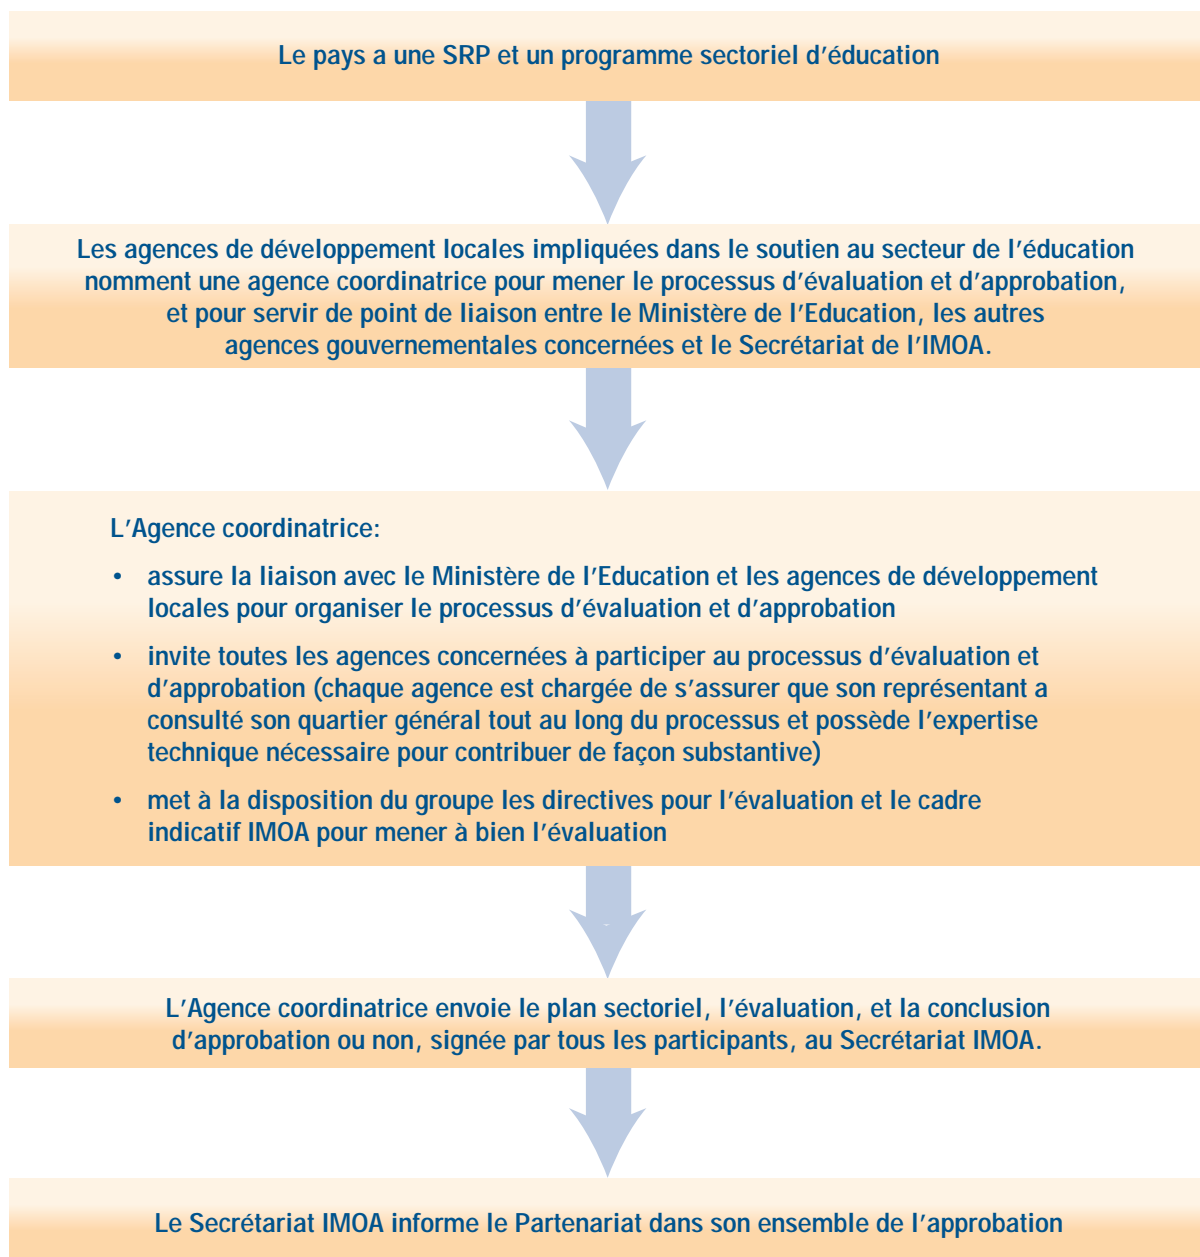 Le pays a une SRP et un programme sectoriel d’éducation
Les agences de développement locales impliquées dans le soutien au secteur de l’éducation
nomment une agence coordinatrice pour mener le processus d’évaluation et d’approbation,
et pour servir de point de liaison entre le Ministère de l’Education, les autres
agences gouvernementales concernées et le Secrétariat de l’IMOA.
L’Agence coordinatrice:
• assure la liaison avec le Ministère de l’Education et les agences de développement
locales pour organiser le processus d’évaluation et d’approbation
• invite toutes les agences concernées à participer au processus d’évaluation et
d’approbation (chaque agence est chargée de s’assurer que son représentant a
consulté son quartier général tout au long du processus et possède l’expertise
technique nécessaire pour contribuer de façon substantive)
• met à la disposition du groupe les directives pour l’évaluation et le cadre
indicatif IMOA pour mener à bien l’évaluation
L’Agence coordinatrice envoie le plan sectoriel, l’évaluation, et la conclusion
d’approbation ou non, signée par tous les participants, au Secrétariat IMOA.
Le Secrétariat IMOA informe le Partenariat dans son ensemble de l’approbation